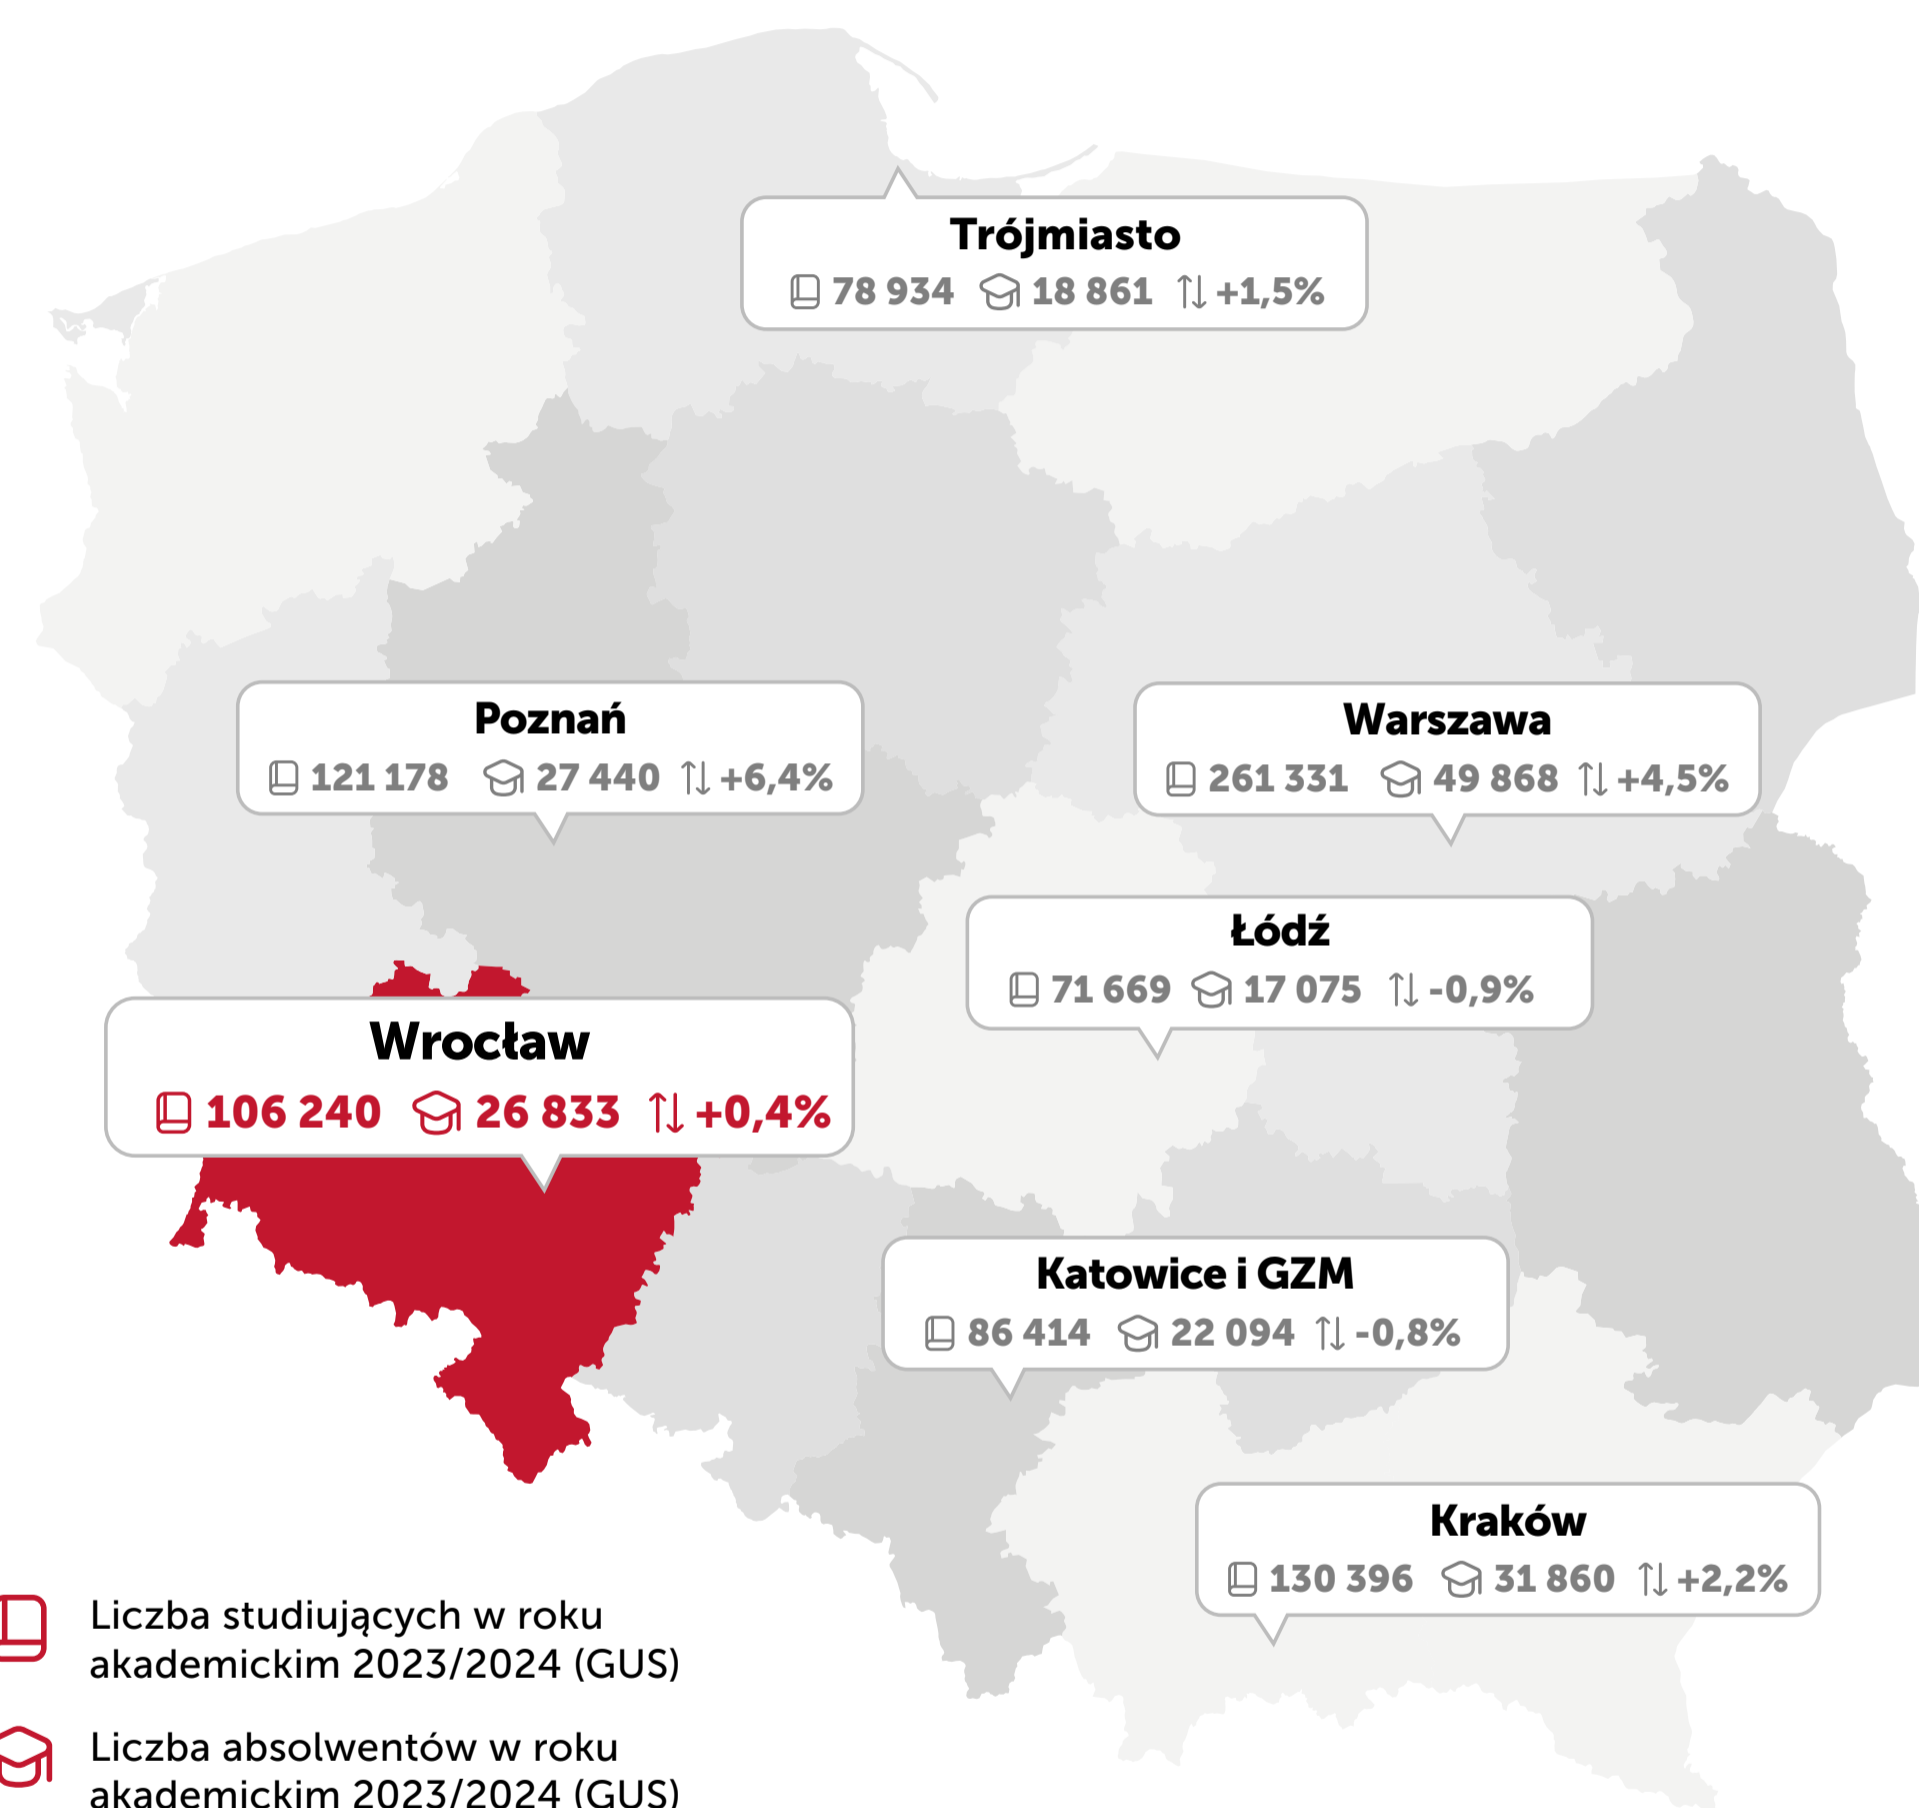 Trójmiasto
78 934 18 861 +1,5%
Poznań
121 178 27 440 +6,4%
Warszawa
261 331 49 868 +4,5%
Łódź
71 669 17 075 -0,9%
Wrocław
106 240 26 833 +0,4%
Katowice i GZM
86 414 22 094 -0,8%
Kraków
130 396 31 860 +2,2%
Liczba studiujących w roku
akademickim 2023/2024 (GUS)
Liczba absolwentów w roku
akademickim 2023/2024 (GUS)